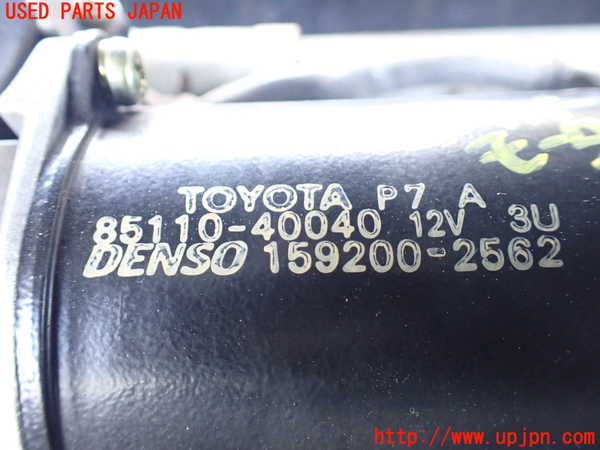 USED PARTS JAPAN
TOYOTA P7 A
85110-40040 12V 3U
DENSO 159200-2562
http://www.upjpn.com/